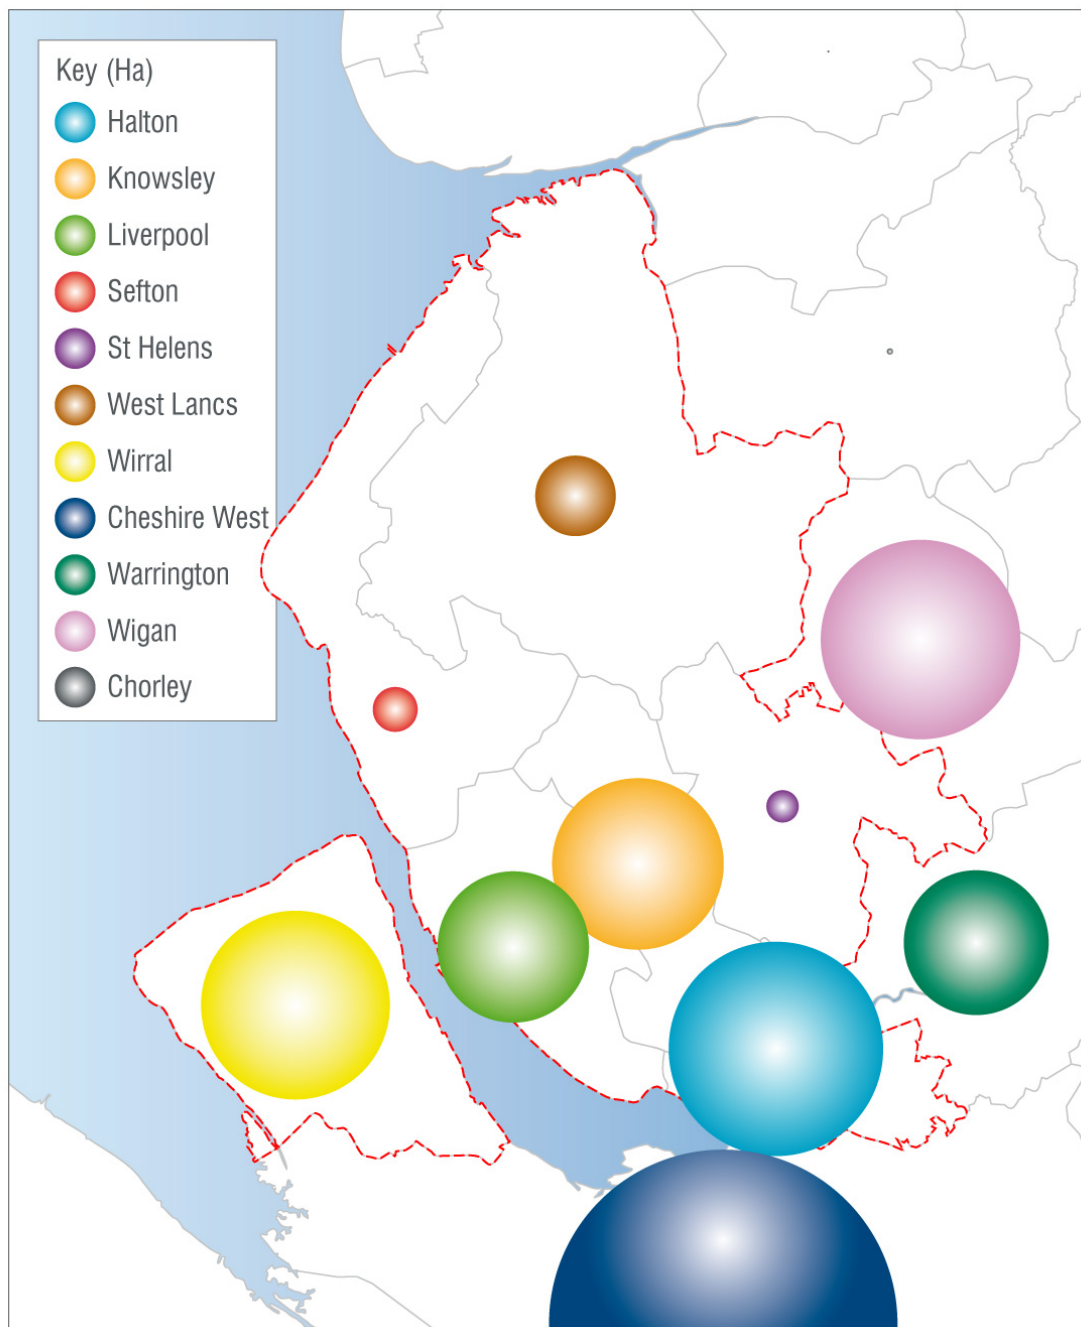 Key (Ha)
Halton
Knowsley
Liverpool
Sefton
St Helens
West Lancs
Wirral
Cheshire West
Warrington
Wigan
Chorley